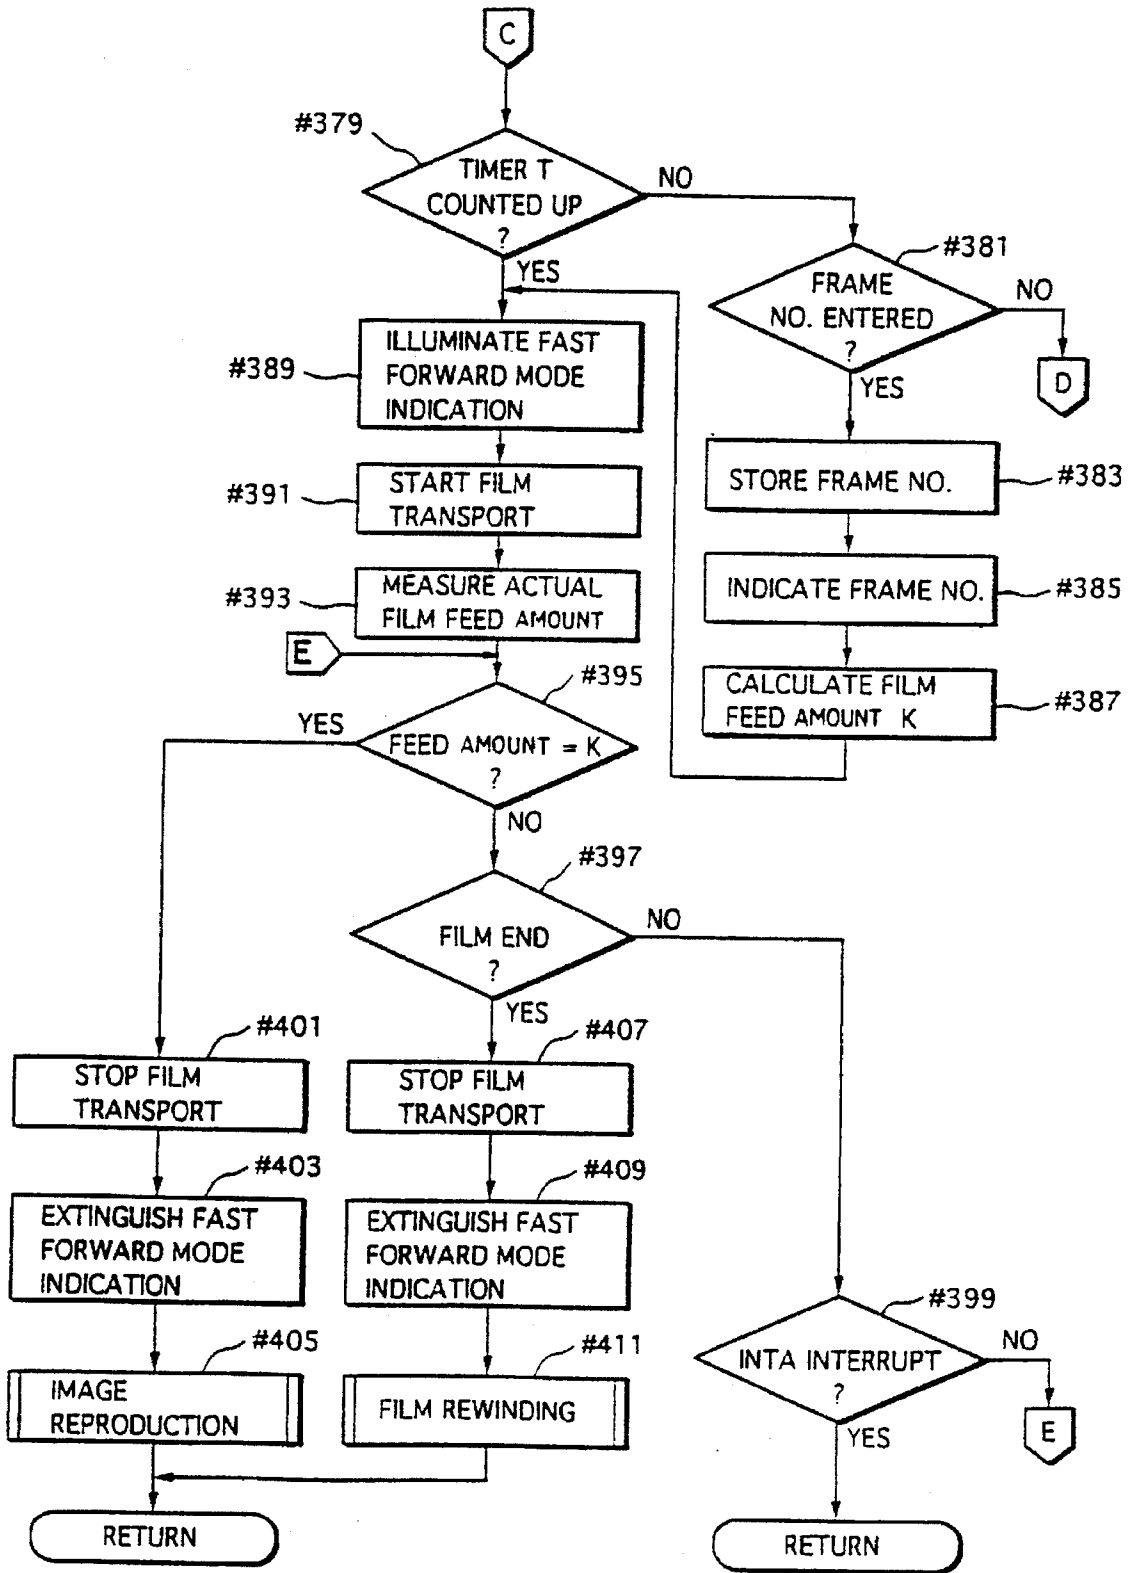 C
#379
TIMER T
COUNTED UP
?
NO
YES
#381
FRAME
NO. ENTERED
?
NO
D
YES
#389
ILLUMINATE FAST
FORWARD MODE
INDICATION
#383
STORE FRAME NO.
#391
START FILM
TRANSPORT
#385
INDICATE FRAME NO.
#393
MEASURE ACTUAL
FILM FEED AMOUNT
E
#387
CALCULATE FILM
FEED AMOUNT K
#395
YES
FEED AMOUNT = K
?
NO
#397
FILM END
?
NO
YES
#401
STOP FILM
TRANSPORT
#407
STOP FILM
TRANSPORT
#403
EXTINGUISH FAST
FORWARD MODE
INDICATION
#409
EXTINGUISH FAST
FORWARD MODE
INDICATION
#399
INTA INTERRUPT
?
NO
E
YES
#405
IMAGE
REPRODUCTION
#411
FILM REWINDING
RETURN
RETURN